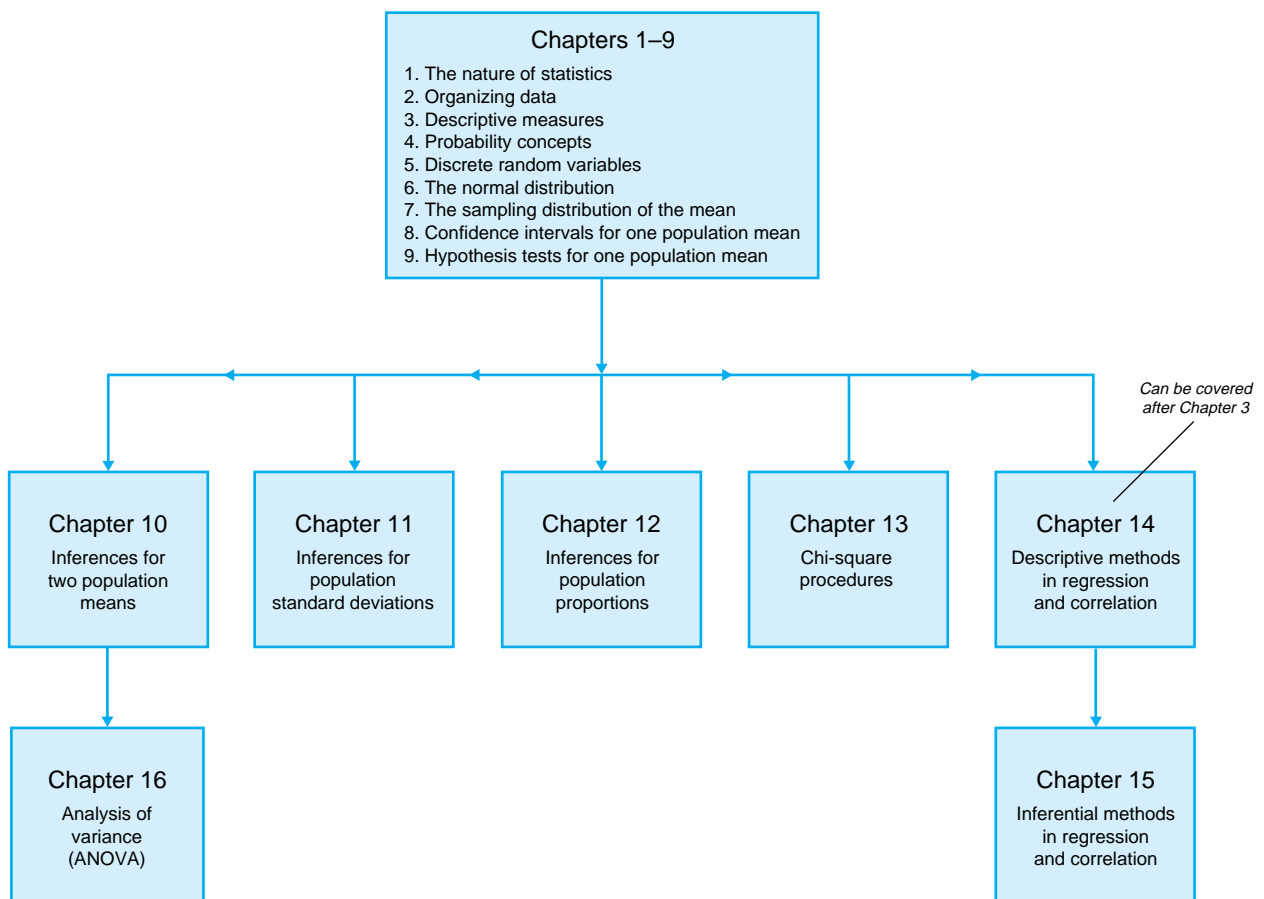 Chapters 1–9
1. The nature of statistics
2. Organizing data
3. Descriptive measures
4. Probability concepts
5. Discrete random variables
6. The normal distribution
7. The sampling distribution of the mean
8. Confidence intervals for one population mean
9. Hypothesis tests for one population mean
Can be covered
after Chapter 3
Chapter 10
Inferences for
two population
means
Chapter 11
Inferences for
population
standard deviations
Chapter 12
Inferences for
population
proportions
Chapter 13
Chi-square
procedures
Chapter 14
Descriptive methods
in regression
and correlation
Chapter 16
Analysis of
variance
(ANOVA)
Chapter 15
Inferential methods
in regression
and correlation